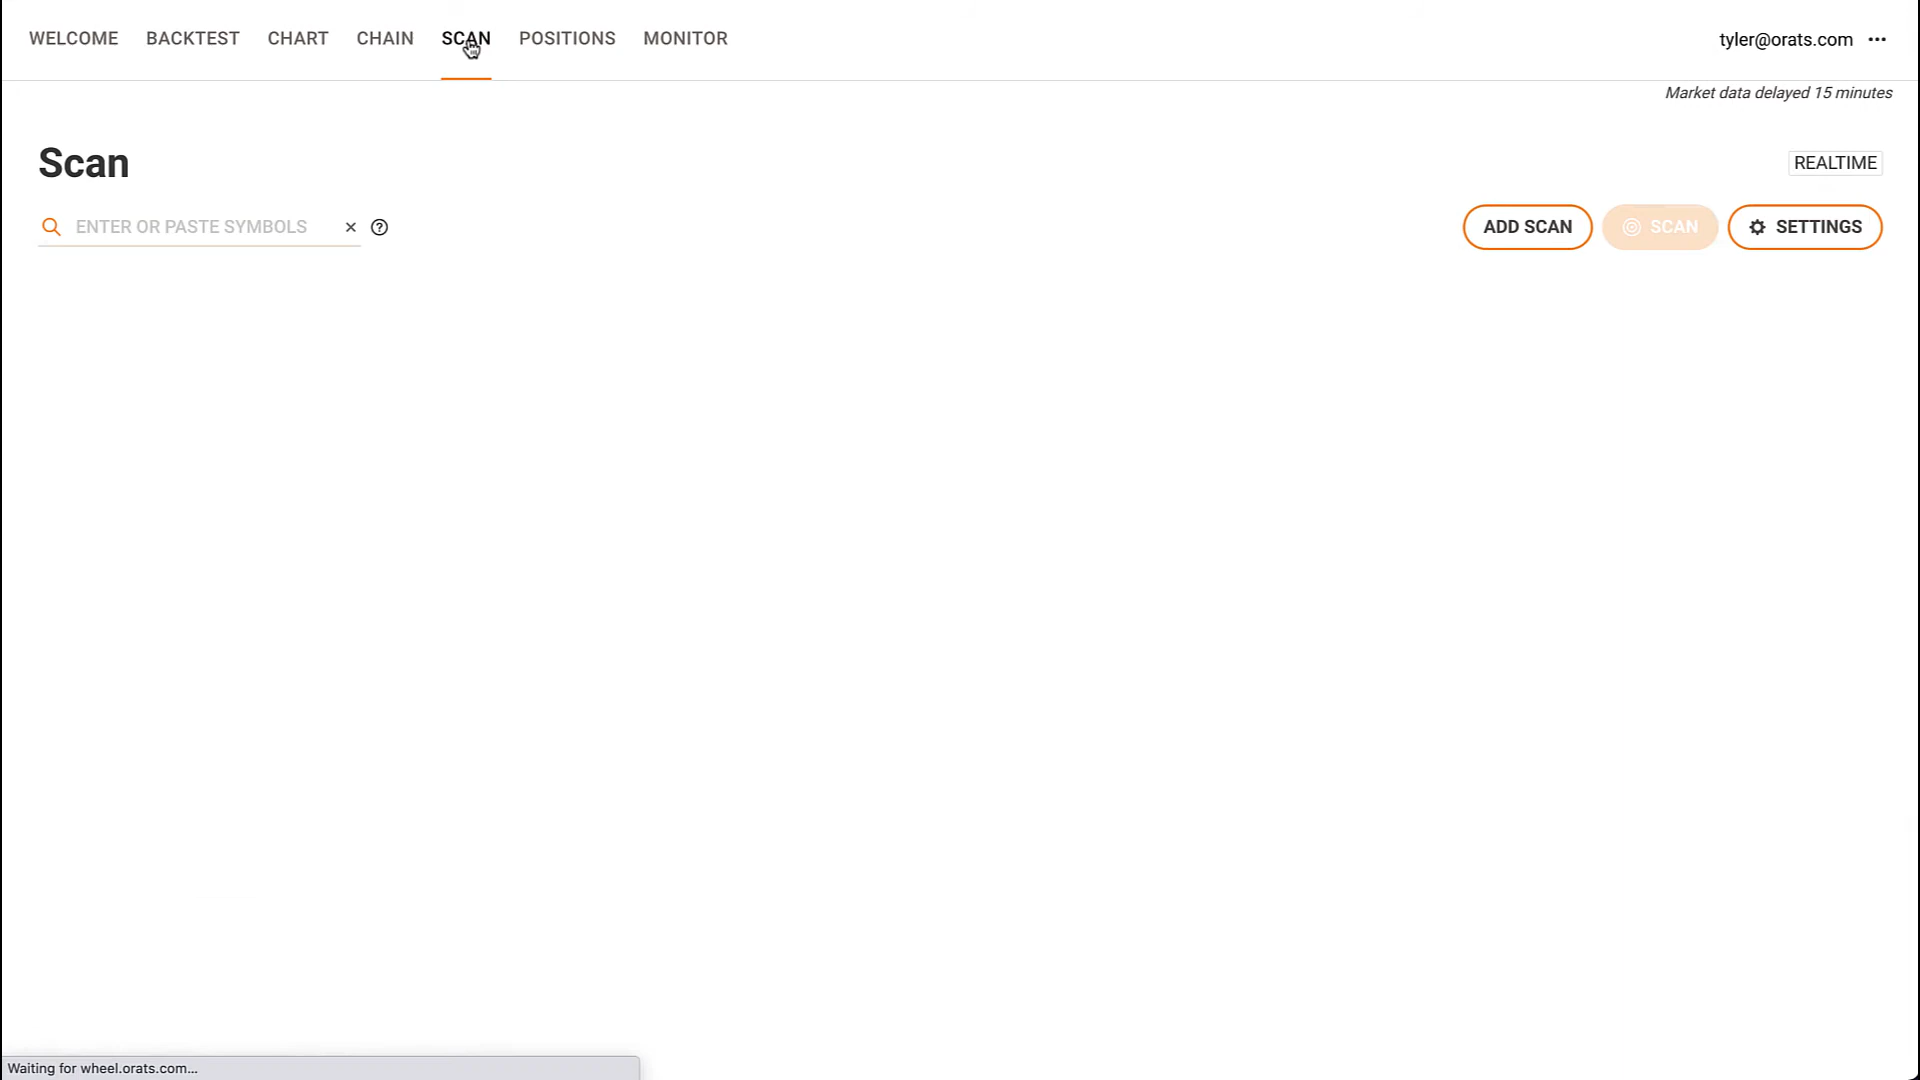 WELCOME BACKTEST CHART CHAIN SCAN POSITIONS MONITOR tyler@orats.com
Market data delayed 15 minutes
Scan REALTIME
ENTER OR PASTE SYMBOLS ADD SCAN SCAN SETTINGS
Waiting for wheel.orats.com...